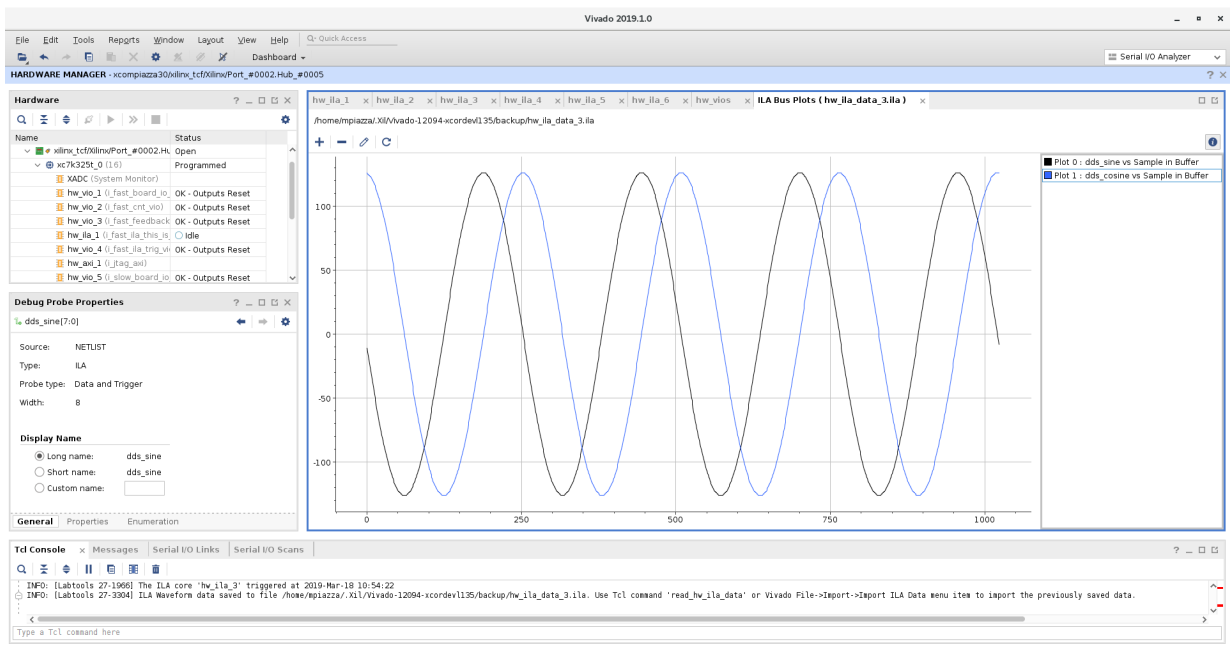 Vivado 2019.1.0
File Edit Tools Reports Window Layout View Help Q- Quick Access
Dashboard
Serial I/O Analyzer
HARDWARE MANAGER - xcompiazza30/xilinx_tcf/Xilinx/Port_#0002.Hub_#0005
Hardware
Name Status
xilinx_tcf/Xilinx/Port_#0002.Hu Open
xc7k325t_0 (16) Programmed
XADC (System Monitor)
hw_vio_1 (i_fast_board_io_ OK - Outputs Reset
hw_vio_2 (i_fast_cnt_vio) OK - Outputs Reset
hw_vio_3 (i_fast_feedback OK - Outputs Reset
hw_ila_1 (i_fast_ila_this_is_ Idle
hw_vio_4 (i_fast_ila_trig_vi OK - Outputs Reset
hw_axi_1 (i_jtag_axi)
hw_vio_5 (i_slow_board_io_ OK - Outputs Reset
Debug Probe Properties
dds_sine[7:0]
Source: NETLIST
Type: ILA
Probe type: Data and Trigger
Width: 8
Display Name
Long name: dds_sine
Short name: dds_sine
Custom name:
General Properties Enumeration
hw_ila_1 hw_ila_2 hw_ila_3 hw_ila_4 hw_ila_5 hw_ila_6 hw_vios ILA Bus Plots ( hw_ila_data_3.ila )
/home/mpiazza/.Xil/Vivado-12094-xcordevl135/backup/hw_ila_data_3.ila
100
50
0
-50
-100
0 250 500 750 1000
Plot 0 : dds_sine vs Sample in Buffer
Plot 1 : dds_cosine vs Sample in Buffer
Tcl Console Messages Serial I/O Links Serial I/O Scans
INFO: [Labtools 27-1966] The ILA core 'hw_ila_3' triggered at 2019-Mar-18 10:54:22
INFO: [Labtools 27-3304] ILA Waveform data saved to file /home/mpiazza/.Xil/Vivado-12094-xcordevl135/backup/hw_ila_data_3.ila. Use Tcl command 'read_hw_ila_data' or Vivado File->Import->Import ILA Data menu item to import the previously saved data.
Type a Tcl command here